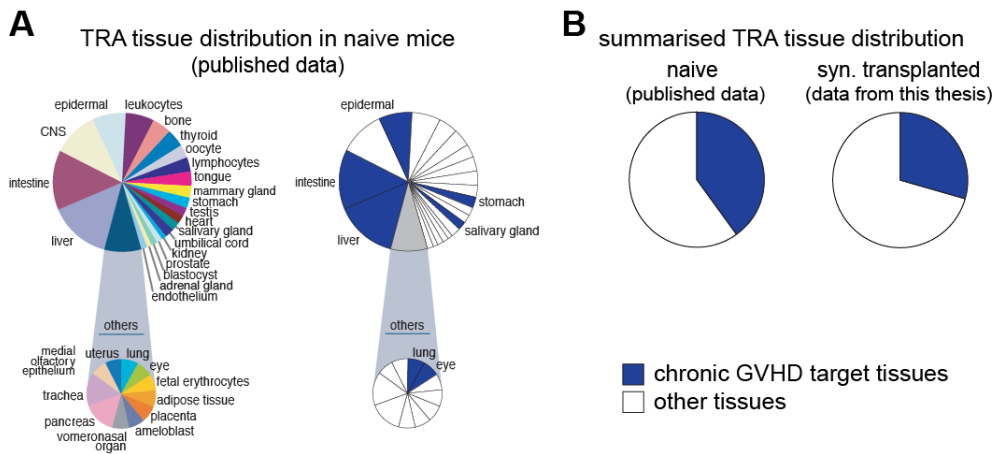 A
TRA tissue distribution in naive mice
(published data)
epidermal
leukocytes
bone
thyroid
oocyte
lymphocytes
tongue
mammary gland
stomach
testis
heart
salivary gland
umbilical cord
kidney
prostate
blastocyst
adrenal gland
endothelium
CNS
intestine
liver
others
medial
olfactory
epithelium
uterus
lung
eye
fetal erythrocytes
adipose tissue
placenta
ameloblast
vomeronasal
organ
pancreas
trachea
epidermal
intestine
liver
stomach
salivary gland
others
lung
eye
B
summarised TRA tissue distribution
naive
(published data)
syn. transplanted
(data from this thesis)
chronic GVHD target tissues
other tissues